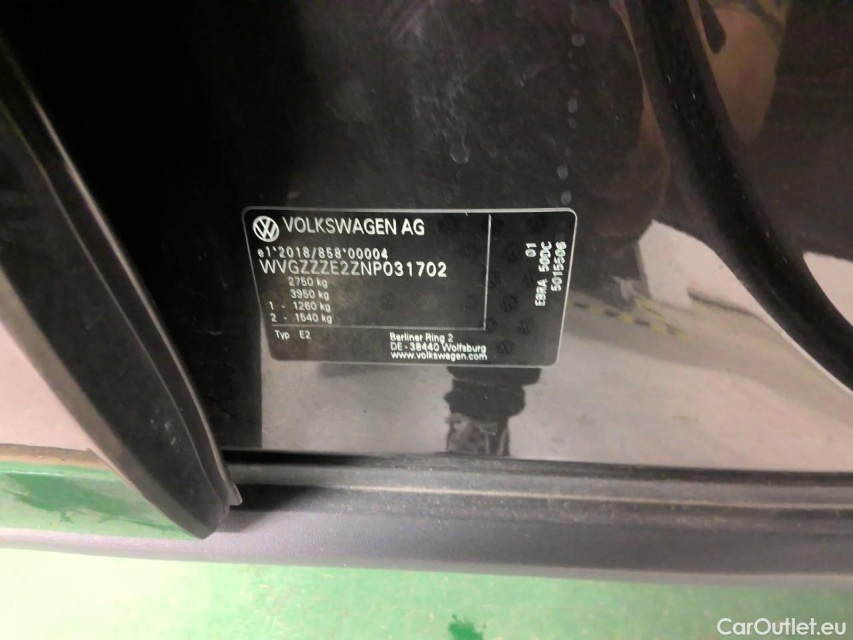 VOLKSWAGEN AG
e1*2018/858*00004
WVGZZZE2ZNP031702
2750 kg
3950 kg
1 - 1260 kg
2 - 1540 kg
Typ E2
Berliner Ring 2
DE - 38440 Wolfsburg
www.volkswagen.com
01
EBRA 50DC
5015506
CarOutlet.eu